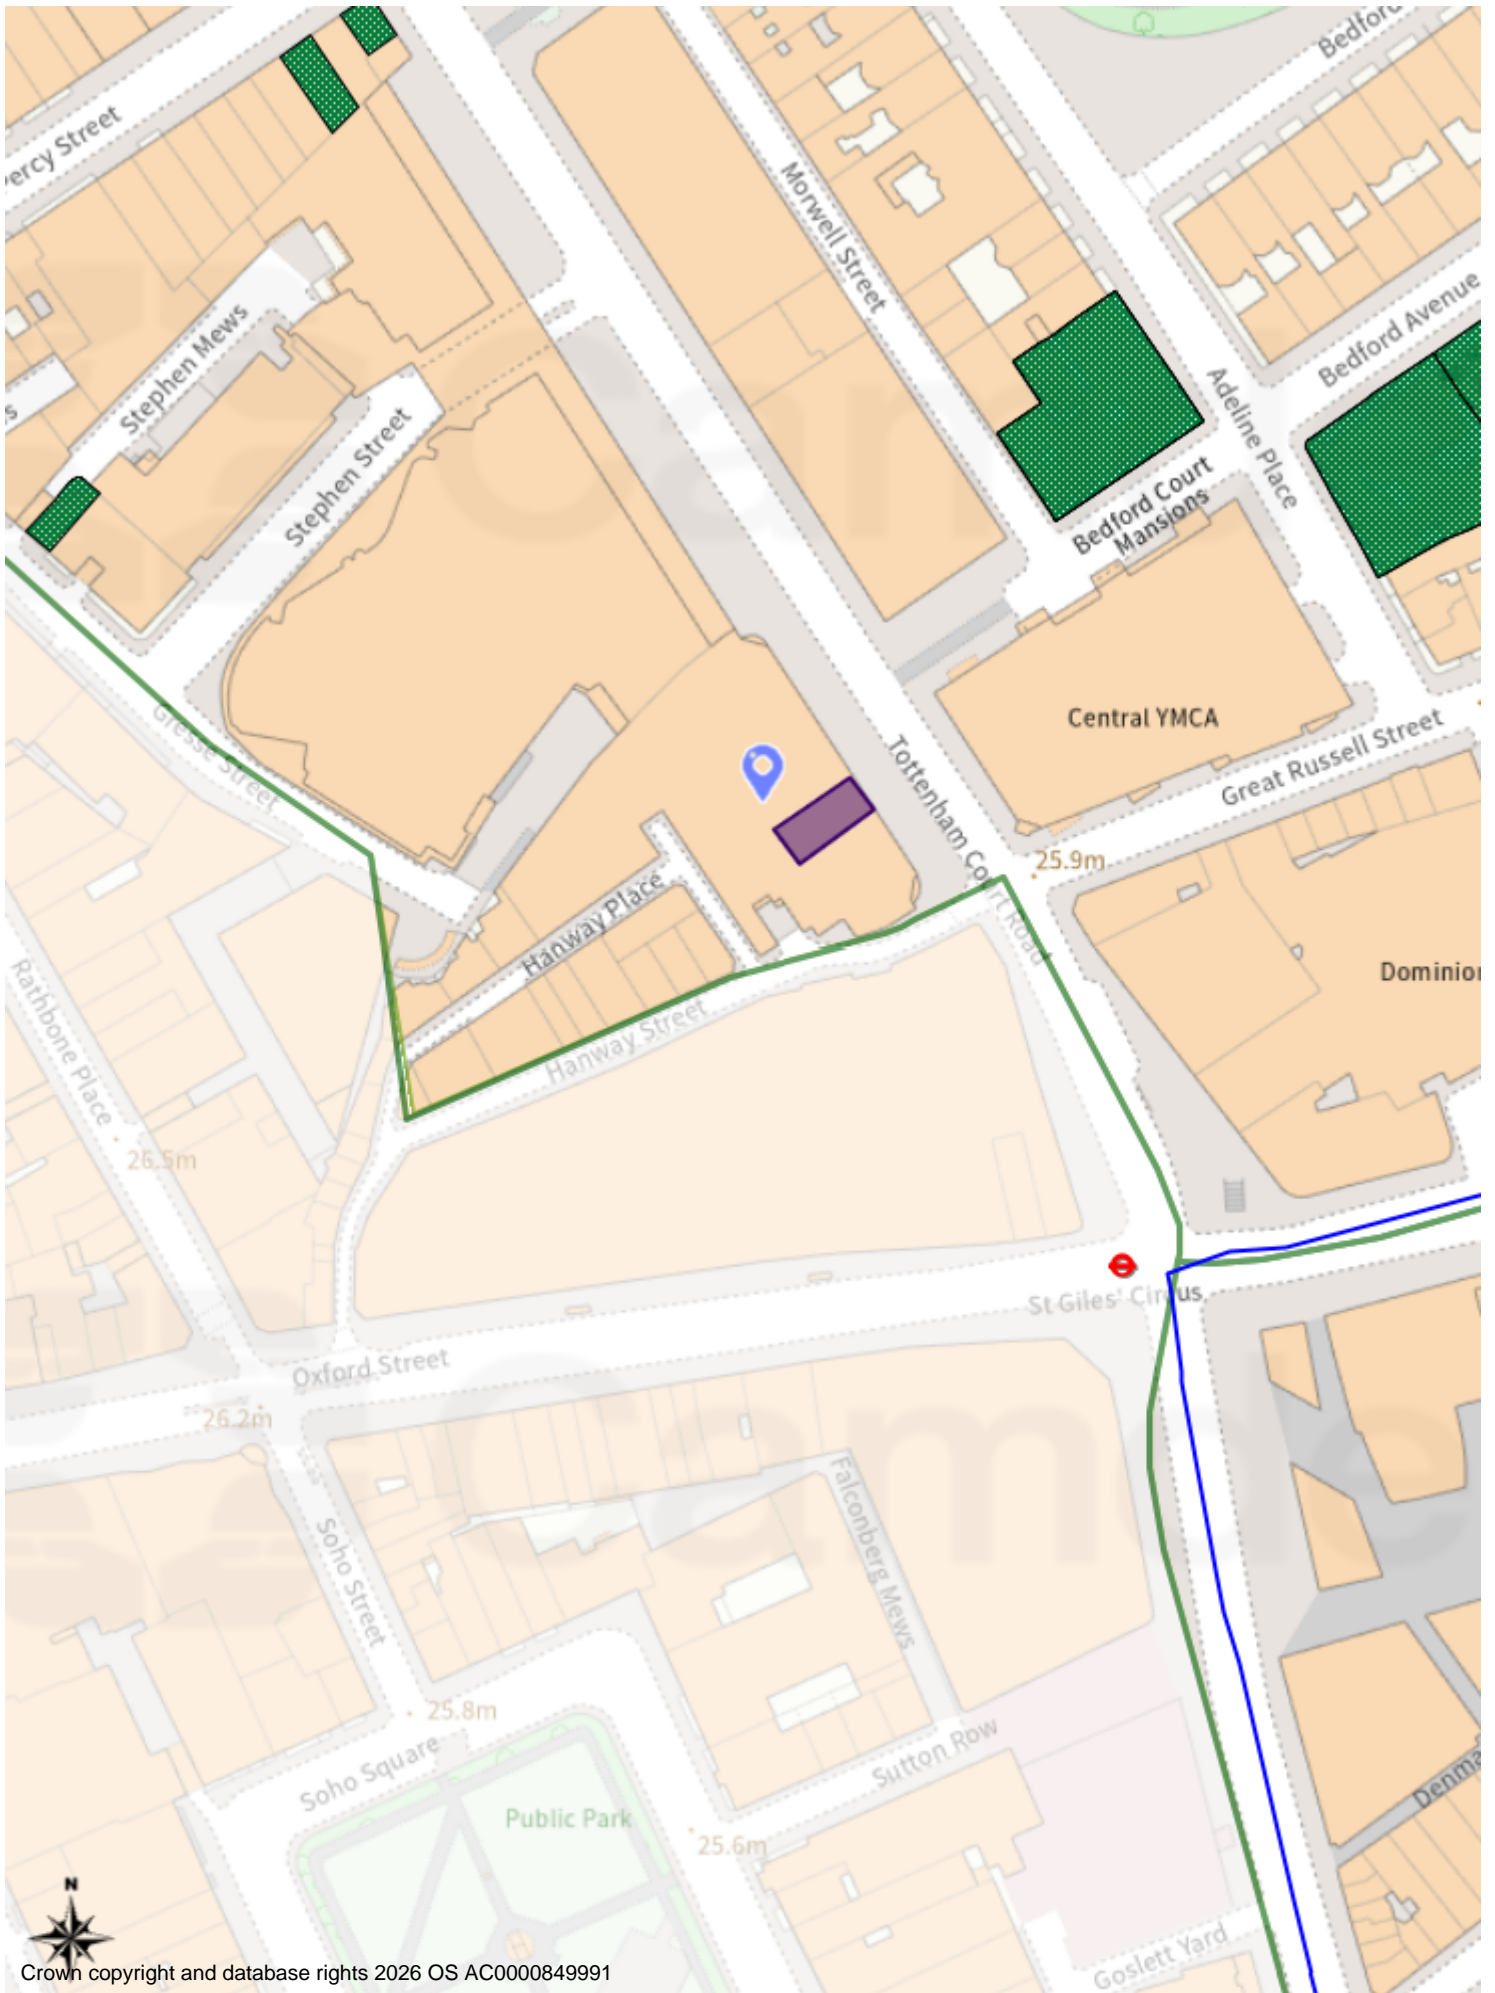 Bedford
Percy Street
Morwell Street
Stephen Mews
Bedford Avenue
Adeline Place
Stephen Street
Bedford Court
Mansions
Central YMCA
Gresse Street
Great Russell Street
Tottenham Court Road
25.9m
Hanway Place
Dominion
Rathbone Place
Hanway Street
26.5m
St Giles' Circus
Oxford Street
26.2m
Camde
Falconberg Mews
Soho Street
25.8m
Sutton Row
Soho Square
Denma
Public Park
25.6m
N
Goslett Yard
Crown copyright and database rights 2026 OS AC0000849991